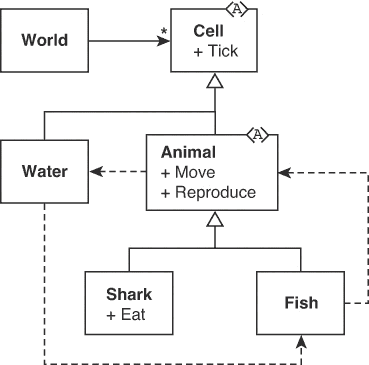 World
*
<A>
Cell
+ Tick
Water
<A>
Animal
+ Move
+ Reproduce
Shark
+ Eat
Fish